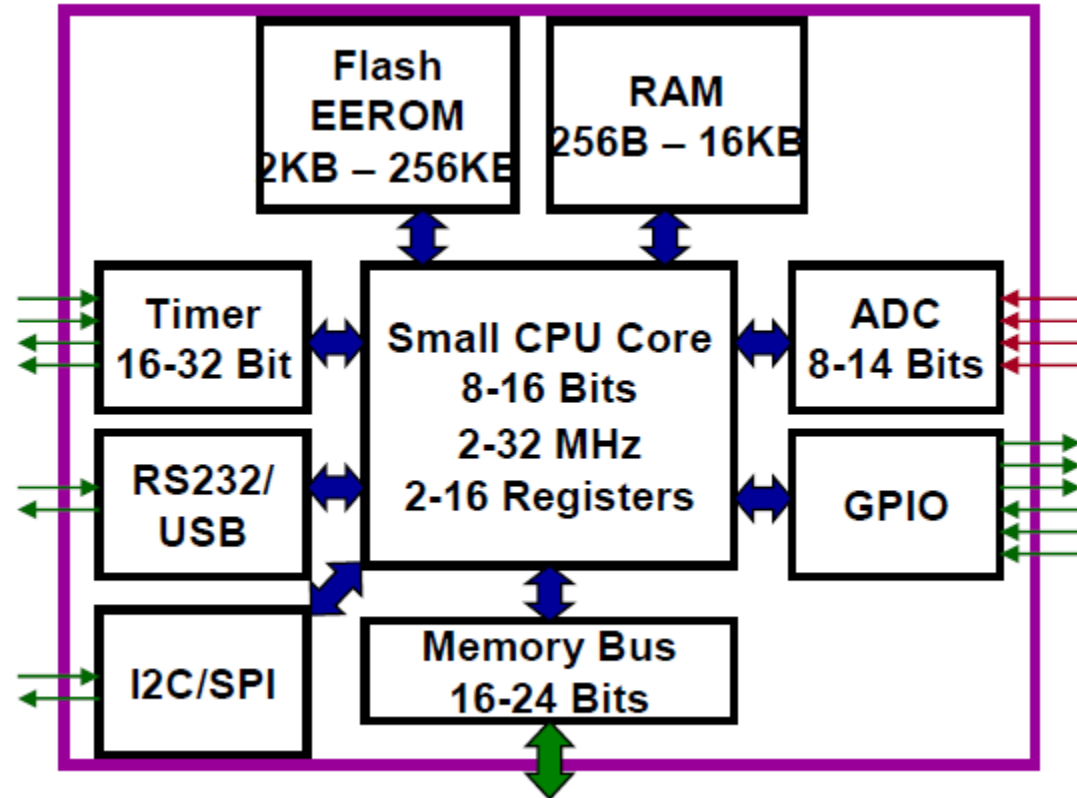 Flash
EEROM
2KB – 256KB
RAM
256B – 16KB
Timer
16-32 Bit
Small CPU Core
8-16 Bits
2-32 MHz
2-16 Registers
ADC
8-14 Bits
RS232/
USB
GPIO
I2C/SPI
Memory Bus
16-24 Bits